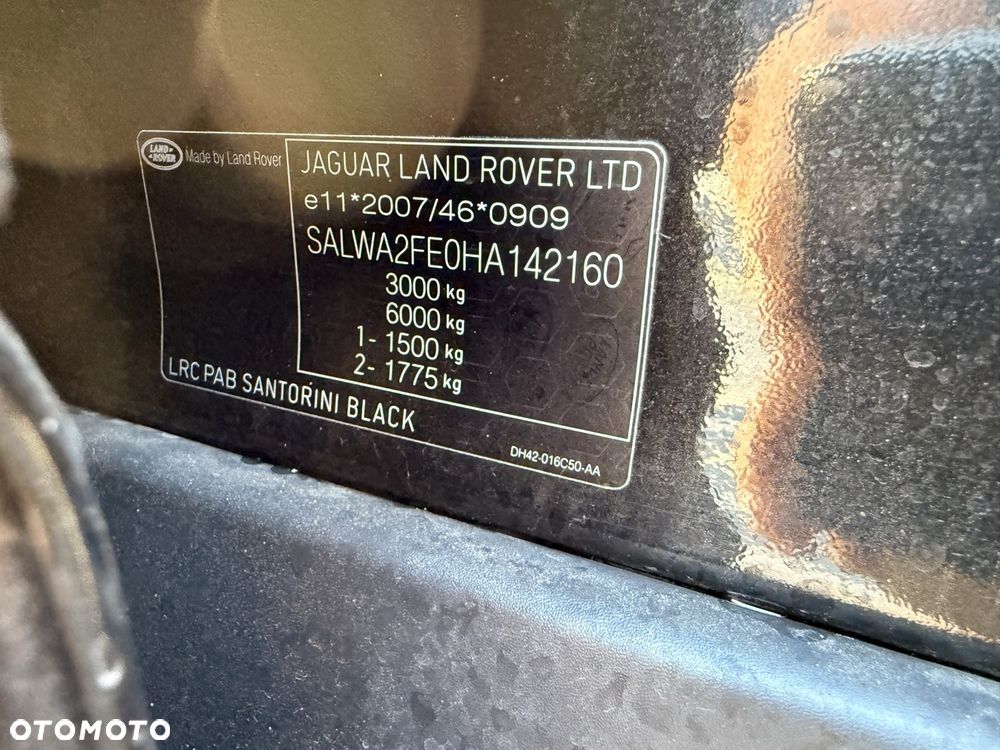 LAND ROVER
Made by Land Rover
JAGUAR LAND ROVER LTD
e11*2007/46*0909
SALWA2FE0HA142160
3000 kg
6000 kg
1- 1500 kg
2- 1775 kg
LRC PAB SANTORINI BLACK
DH42-016C50-AA
OTOMOTO